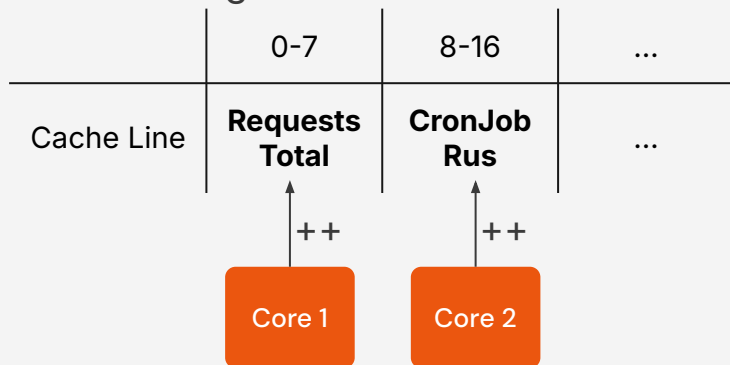 0-7 8-16 ...
Cache Line Requests Total CronJob Rus ...
++ ++
Core 1 Core 2